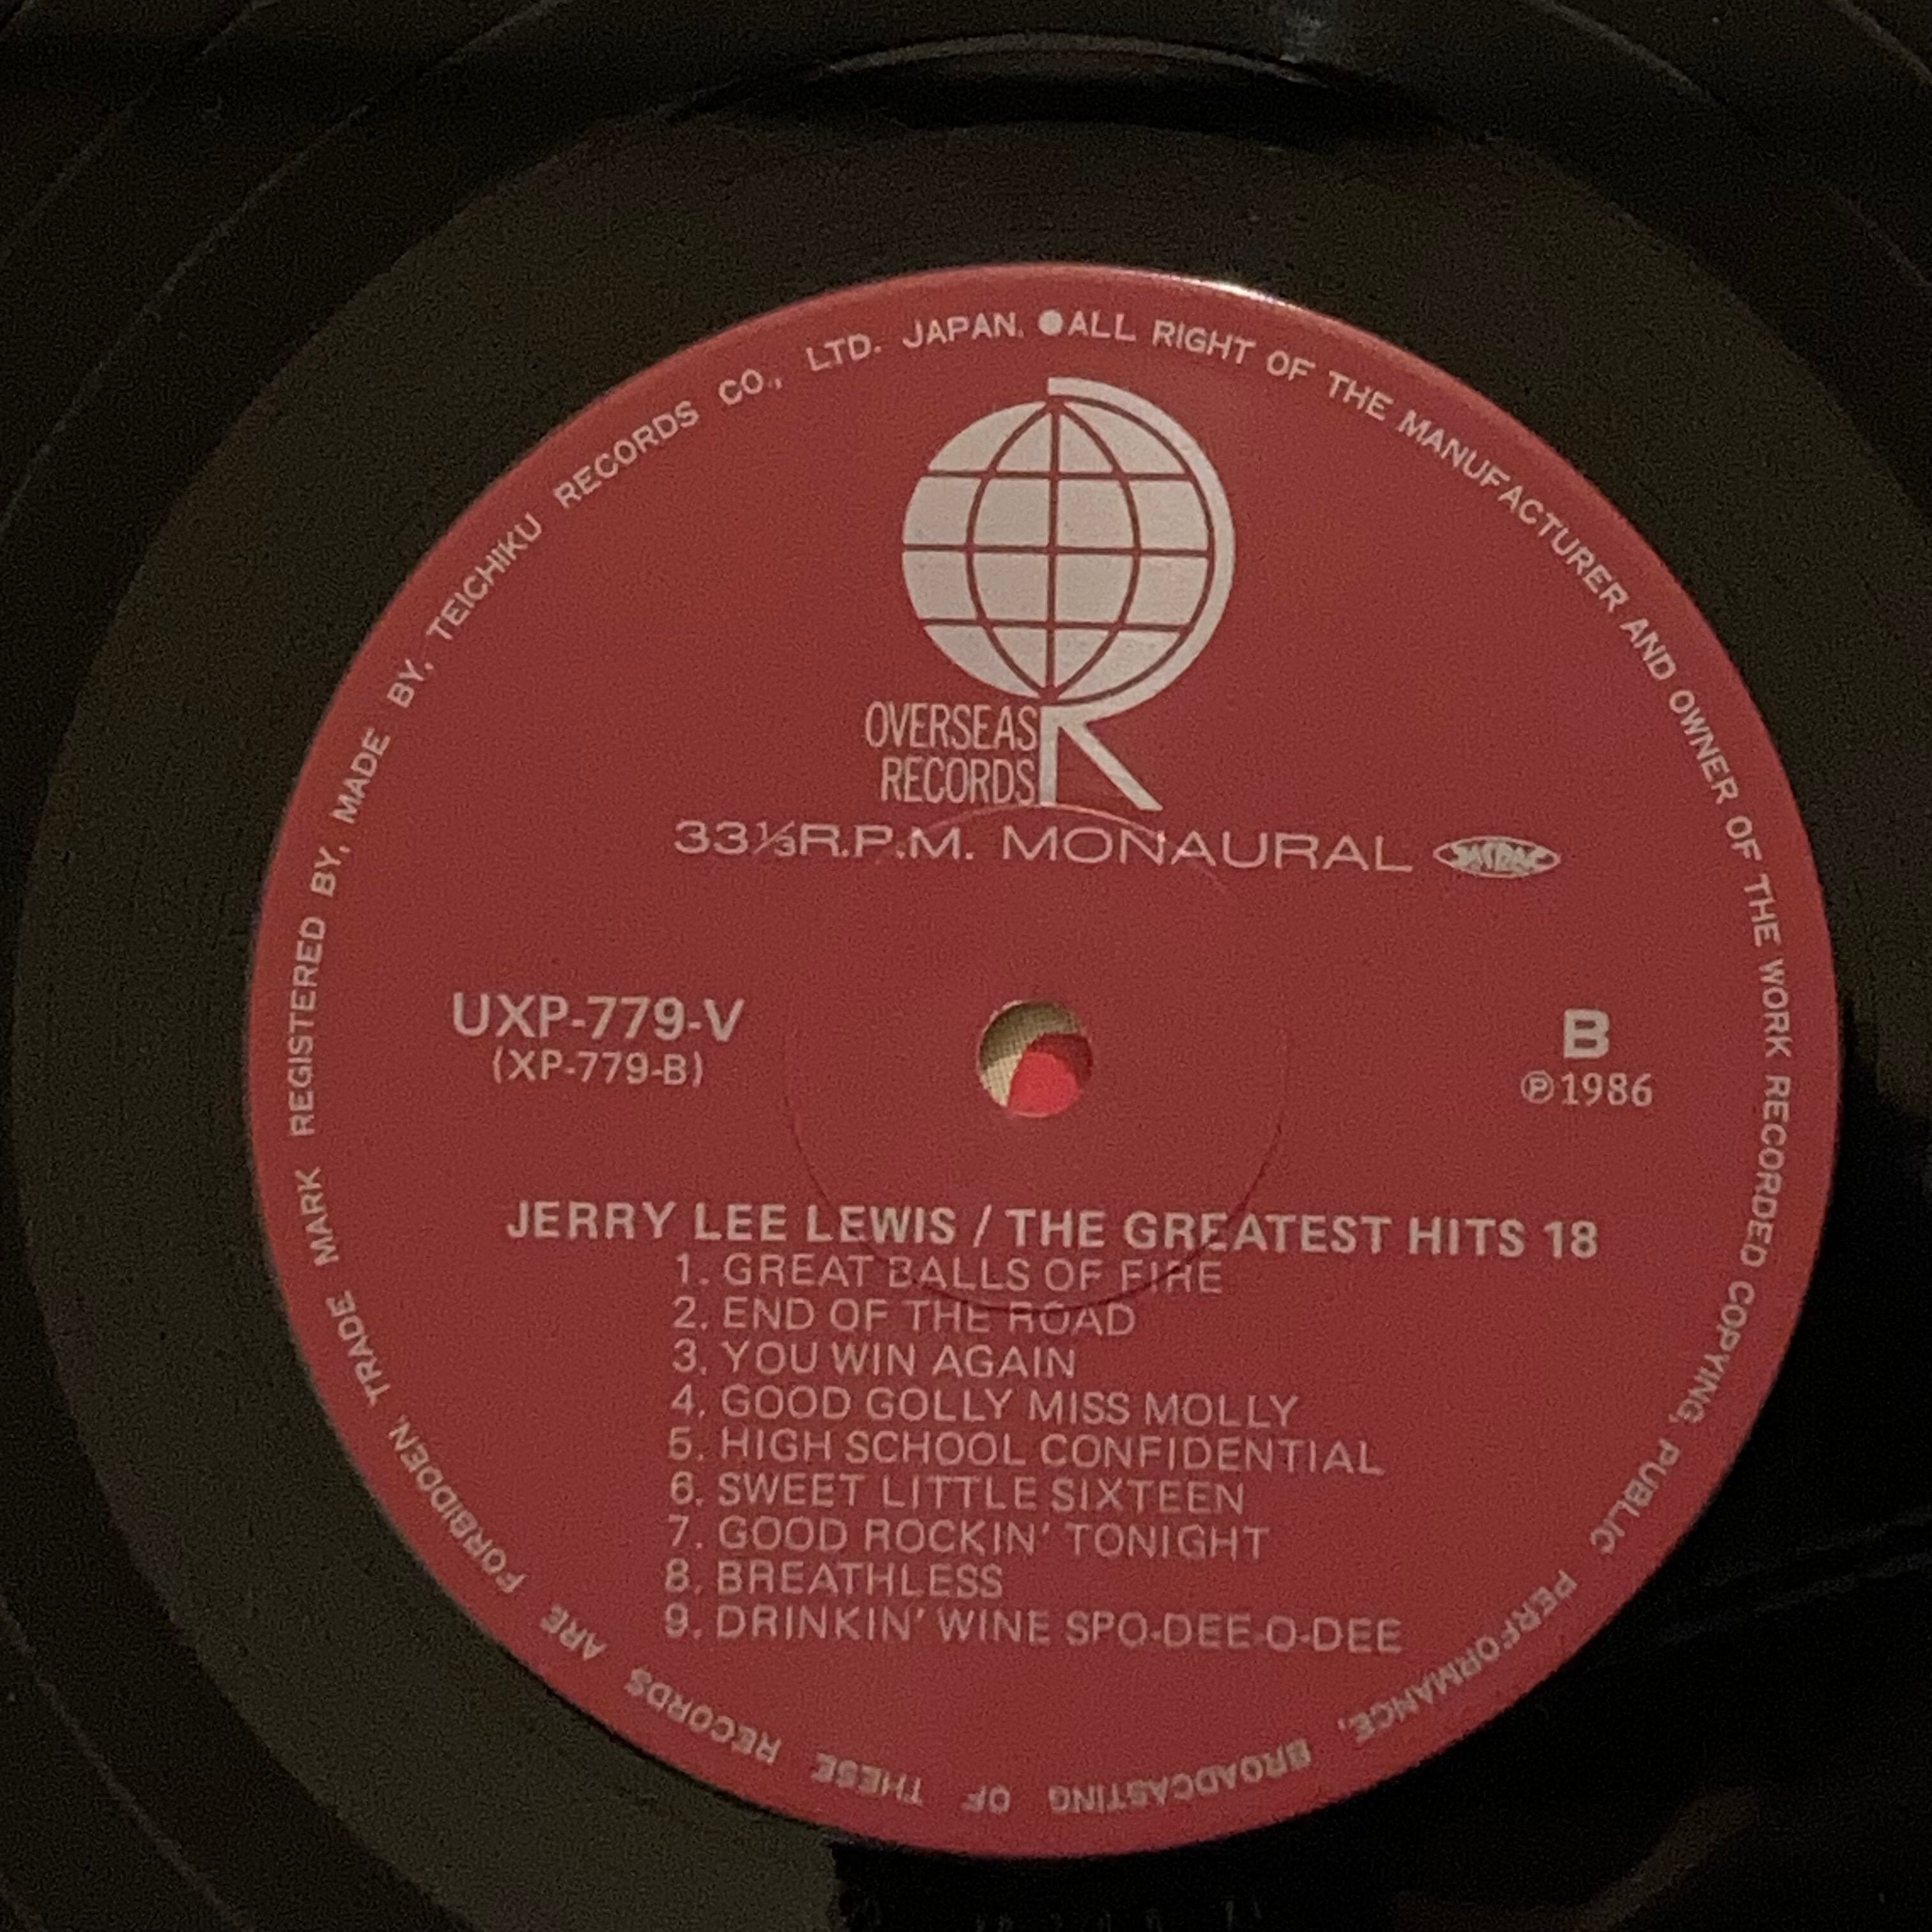 ●ALL RIGHT OF THE MANUFACTURER AND OWNER OF THE WORK RECORDED COPYING, PUBLIC PERFORMANCE, BROADCASTING OF THESE RECORDS ARE FORBIDDEN, TRADE MARK REGISTERED BY, MADE BY, TEICHIKU RECORDS CO., LTD. JAPAN.
OVERSEAS
RECORDS
33⅓R.P.M. MONAURAL JASRAC
UXP-779-V
(XP-779-B)
B
℗1986
JERRY LEE LEWIS / THE GREATEST HITS 18
1. GREAT BALLS OF FIRE
2. END OF THE ROAD
3. YOU WIN AGAIN
4. GOOD GOLLY MISS MOLLY
5. HIGH SCHOOL CONFIDENTIAL
6. SWEET LITTLE SIXTEEN
7. GOOD ROCKIN' TONIGHT
8. BREATHLESS
9. DRINKIN' WINE SPO-DEE-O-DEE